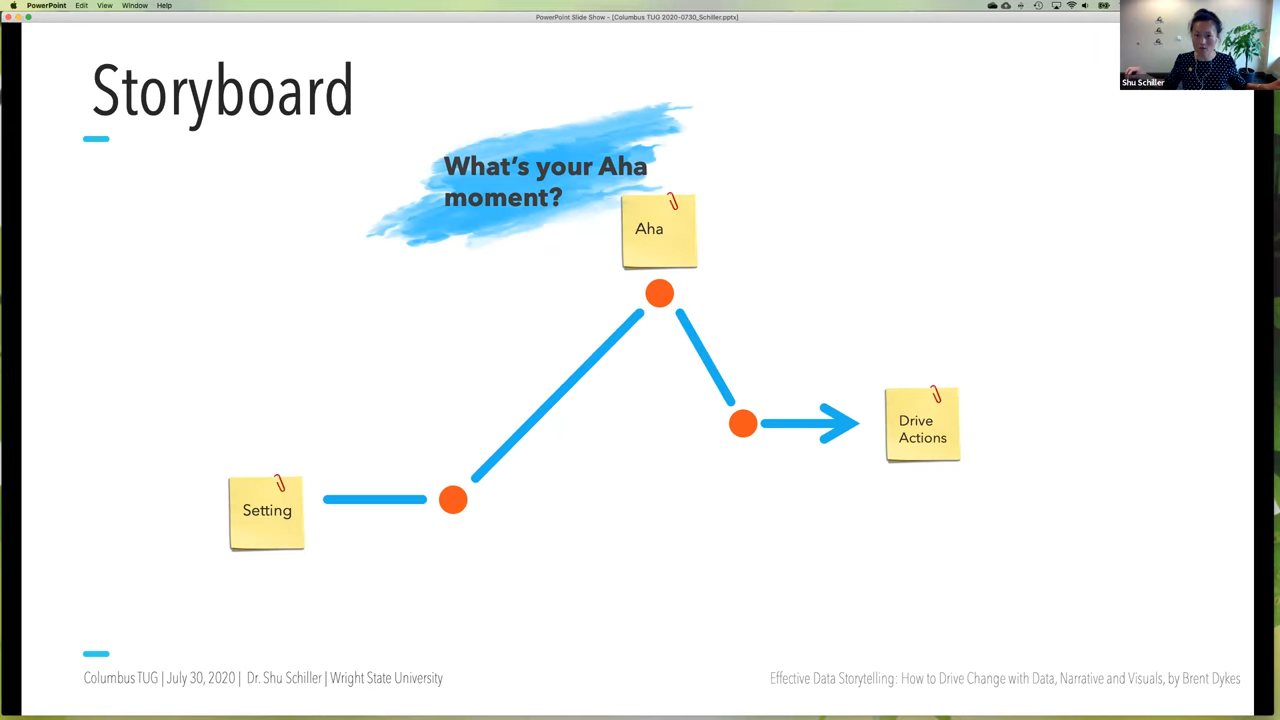 PowerPoint Edit View Window Help
PowerPoint Slide Show - [Columbus TUG 2020-0730_Schiller.pptx]
Shu Schiller
Storyboard
What's your Aha
moment?
Aha
Drive
Actions
Setting
Columbus TUG | July 30, 2020 | Dr. Shu Schiller | Wright State University
Effective Data Storytelling: How to Drive Change with Data, Narrative and Visuals, by Brent Dykes